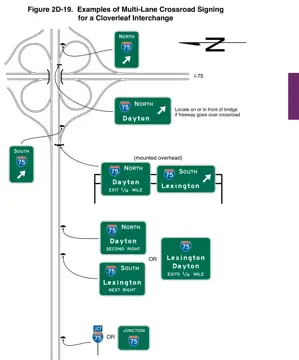 Figure 2D-19. Examples of Multi-Lane Crossroad Signing
for a Cloverleaf Interchange
NORTH
75
N
I-75
75 NORTH
Dayton
Locate on or in front of bridge
if freeway goes over crossroad
SOUTH
75
(mounted overhead)
75 NORTH
Dayton
EXIT 1/4 MILE
75 SOUTH
Lexington
75 NORTH
Dayton
SECOND RIGHT
75 SOUTH
Lexington
NEXT RIGHT
OR
75
Lexington
Dayton
EXITS 1/4 MILE
JCT
75
OR
JUNCTION
75